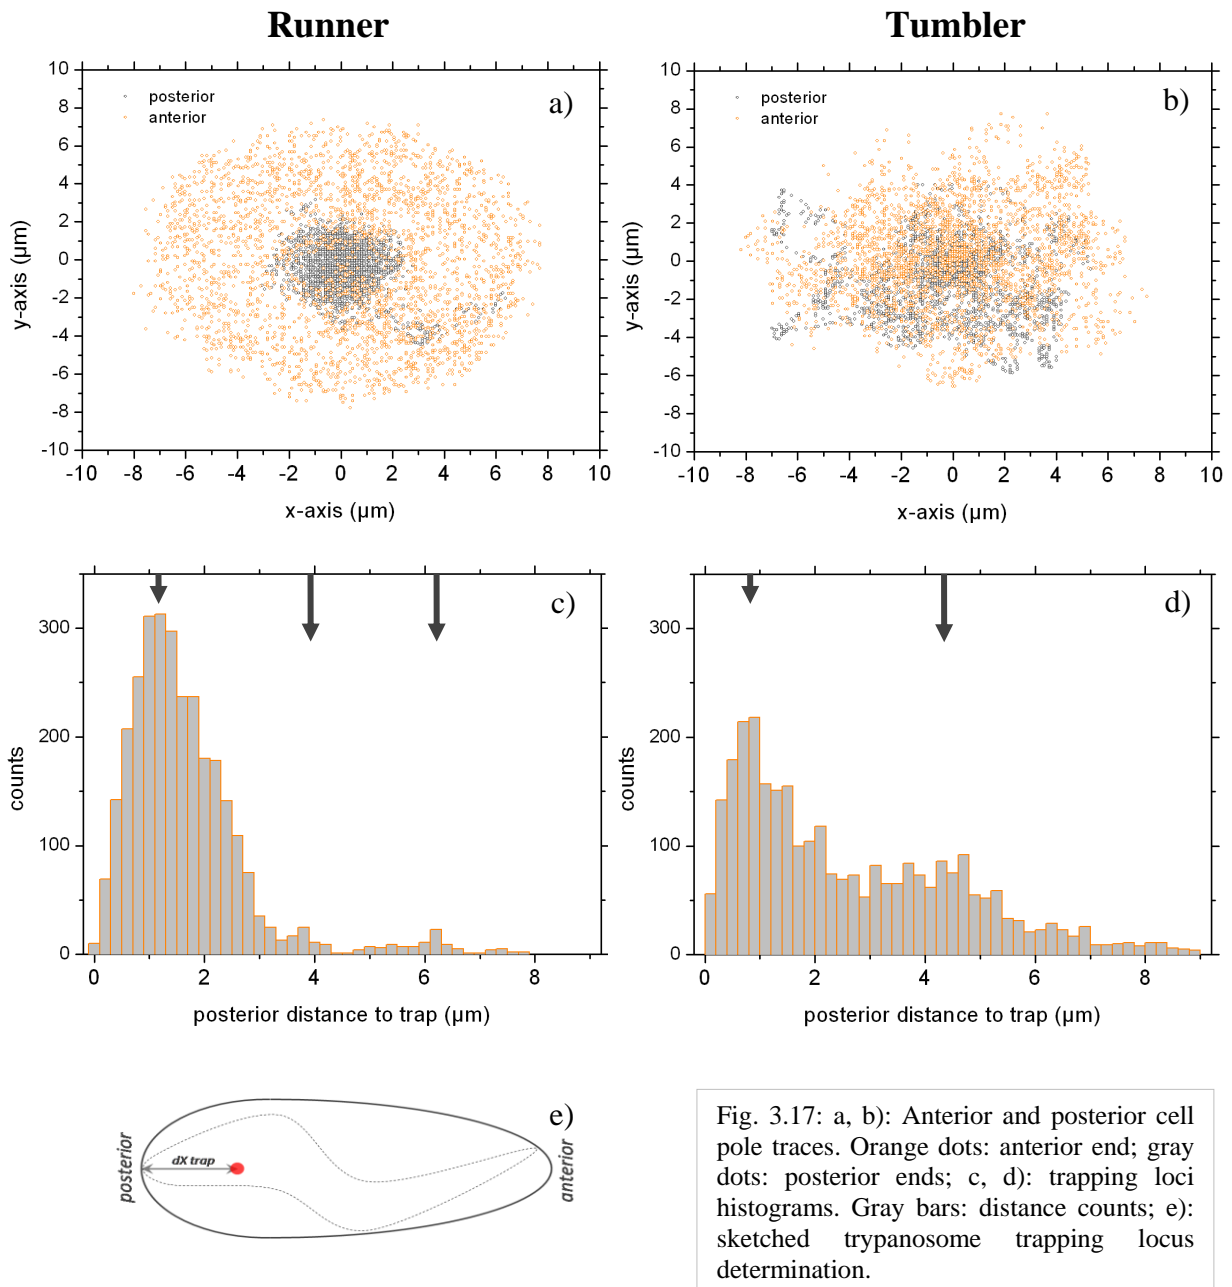 Runner
Tumbler
a)
posterior
anterior
10
8
6
4
2
0
-2
-4
-6
-8
-10
y-axis (µm)
-10 -8 -6 -4 -2 0 2 4 6 8 10
x-axis (µm)
b)
posterior
anterior
10
8
6
4
2
0
-2
-4
-6
-8
-10
y-axis (µm)
-10 -8 -6 -4 -2 0 2 4 6 8 10
x-axis (µm)
c)
300
200
100
0
counts
0 2 4 6 8
posterior distance to trap (µm)
d)
300
200
100
0
counts
0 2 4 6 8
posterior distance to trap (µm)
e)
posterior
dX trap
anterior
Fig. 3.17: a, b): Anterior and posterior cell
pole traces. Orange dots: anterior end; gray
dots: posterior ends; c, d): trapping loci
histograms. Gray bars: distance counts; e):
sketched trypanosome trapping locus
determination.